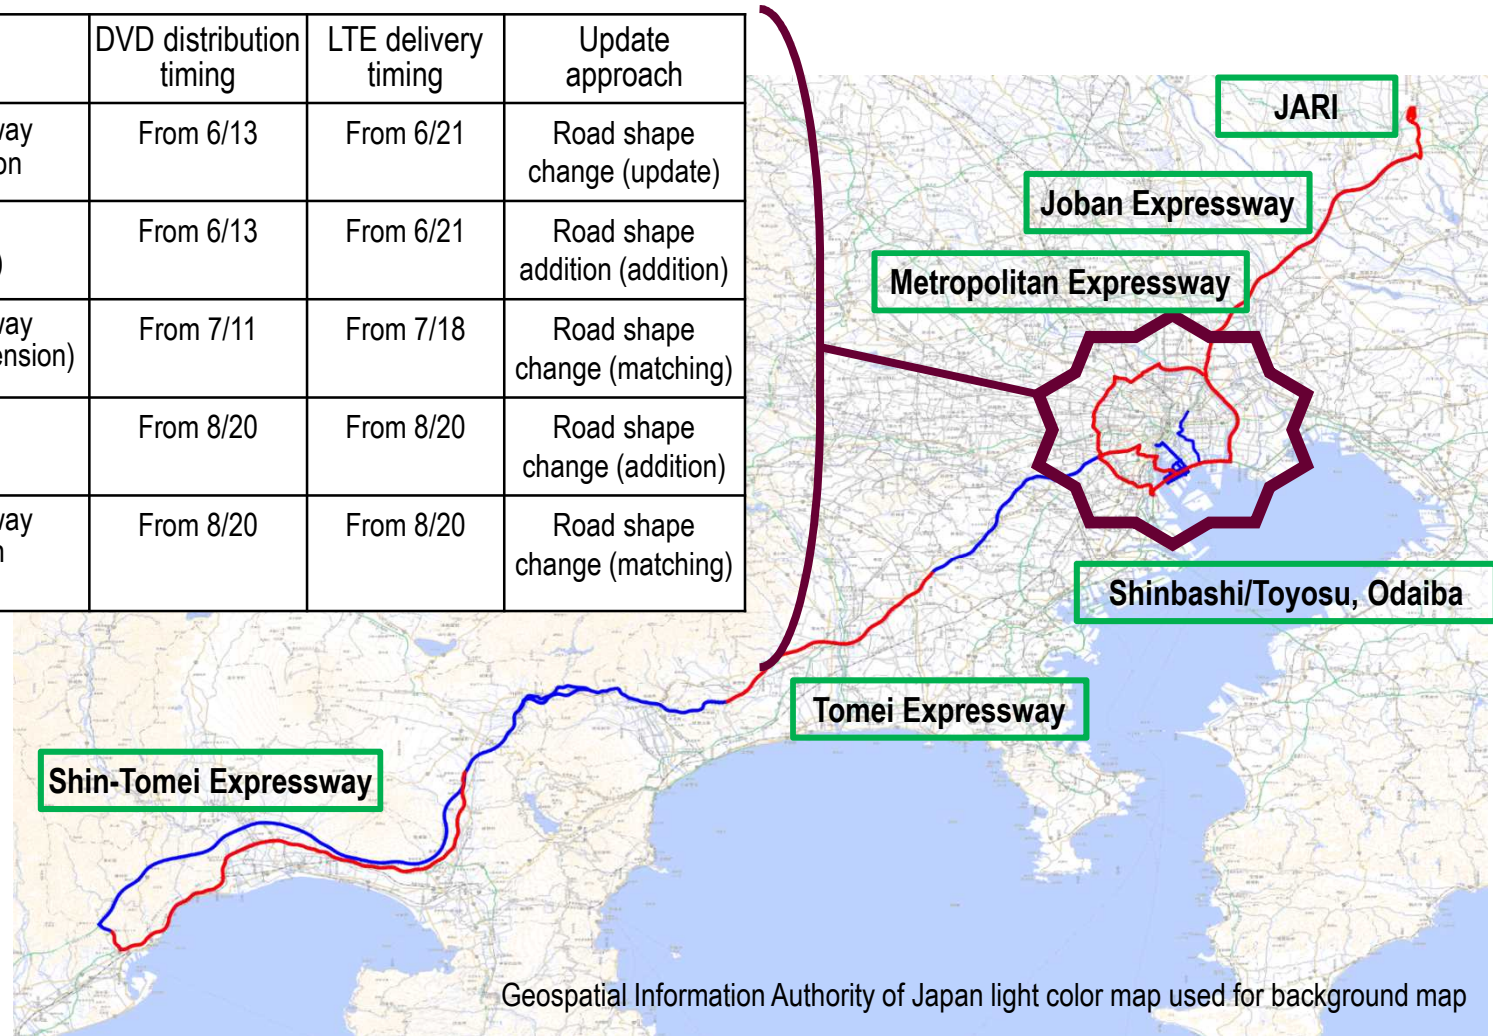 DVD distribution
timing
LTE delivery
timing
Update
approach
From 6/13
From 6/21
Road shape
change (update)
From 6/13
From 6/21
Road shape
addition (addition)
From 7/11
From 7/18
Road shape
change (matching)
From 8/20
From 8/20
Road shape
change (addition)
From 8/20
From 8/20
Road shape
change (matching)
JARI
Joban Expressway
Metropolitan Expressway
Shinbashi/Toyosu, Odaiba
Tomei Expressway
Shin-Tomei Expressway
Geospatial Information Authority of Japan light color map used for background map